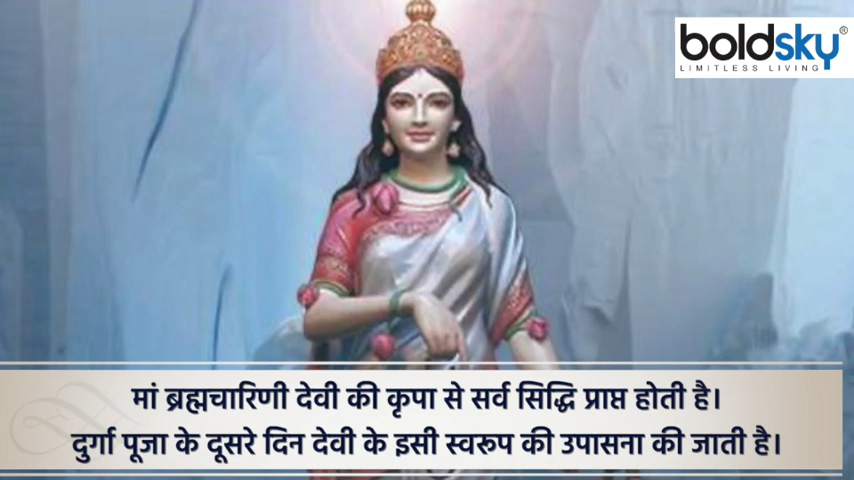 boldsky®
LIMITLESS LIVING
मां ब्रह्मचारिणी देवी की कृपा से सर्व सिद्धि प्राप्त होती है।
दुर्गा पूजा के दूसरे दिन देवी के इसी स्वरूप की उपासना की जाती है।